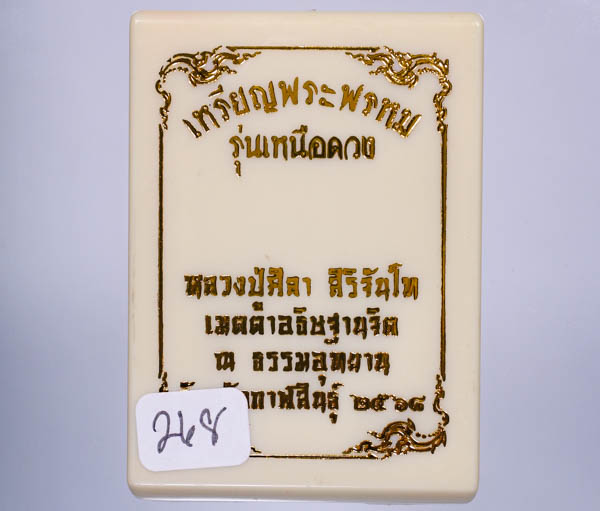 เหรียญพระพรหม
รุ่นเหนือดวง
หลวงปู่ศิลา สิริจันโท
เมตตาอธิษฐานจิต
ณ ธรรมอุทยาน
กาฬสินธุ์ ๒๕๖๘
268